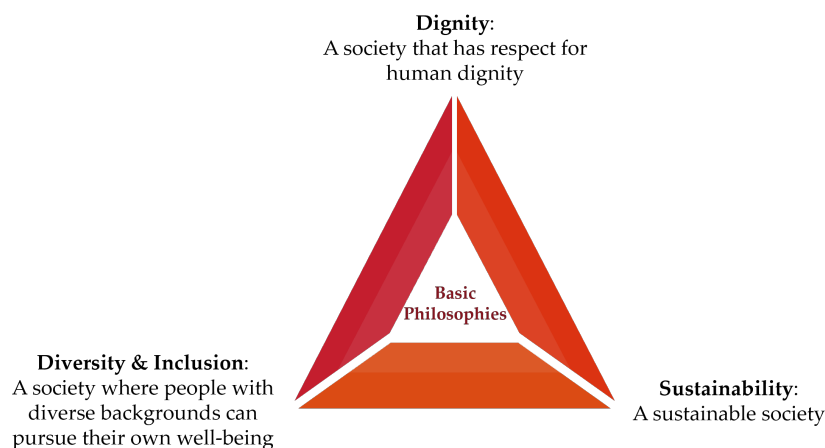 Dignity:
A society that has respect for
human dignity
Basic
Philosophies
Diversity & Inclusion:
A society where people with
diverse backgrounds can
pursue their own well-being
Sustainability:
A sustainable society